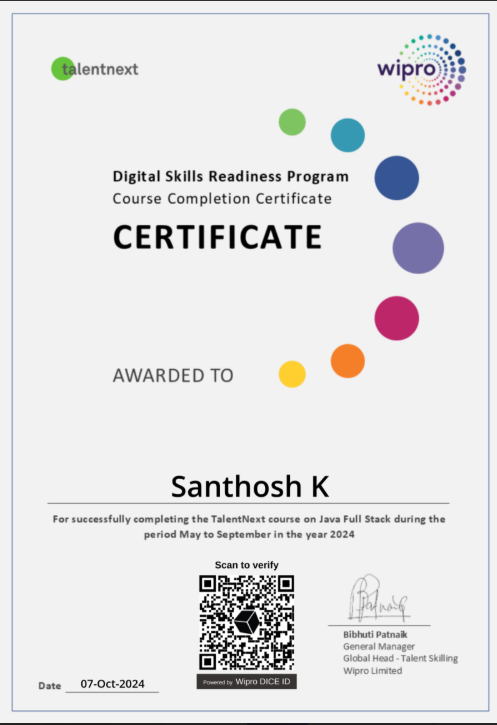 talentnext
wipro
Digital Skills Readiness Program
Course Completion Certificate
CERTIFICATE
AWARDED TO
Santhosh K
For successfully completing the TalentNext course on Java Full Stack during the
period May to September in the year 2024
Scan to verify
Powered by Wipro DICE ID
Bibhuti Patnaik
General Manager
Global Head - Talent Skilling
Wipro Limited
Date 07-Oct-2024